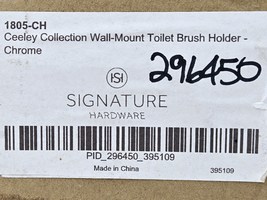 1805-CH
Ceeley Collection Wall-Mount Toilet Brush Holder -
Chrome
296450
ISI
SIGNATURE
HARDWARE
PID_296450_395109
Made in China
395109